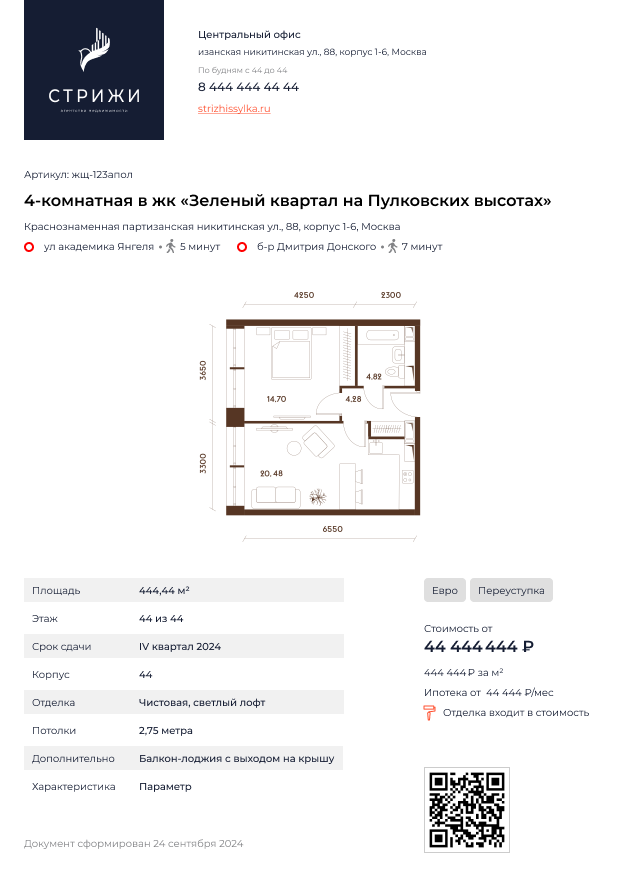 СТРИЖИ
АГЕНТСТВО НЕДВИЖИМОСТИ
Центральный офис
изанская никитинская ул., 88, корпус 1-6, Москва
По будням с 44 до 44
8 444 444 44 44
strizhissylka.ru
Артикул: жщ-123апол
4-комнатная в жк «Зеленый квартал на Пулковских высотах»
Краснознаменная партизанская никитинская ул., 88, корпус 1-6, Москва
ул академика Янгеля • 5 минут
б-р Дмитрия Донского • 7 минут
4250
2300
3650
4.82
14.70
4.28
3300
20,48
6550
Площадь 444,44 м²
Этаж 44 из 44
Срок сдачи IV квартал 2024
Корпус 44
Отделка Чистовая, светлый лофт
Потолки 2,75 метра
Дополнительно Балкон-лоджия с выходом на крышу
Характеристика Параметр
Евро Переуступка
Стоимость от
44 444 444 ₽
444 444 ₽ за м²
Ипотека от 44 444 ₽/мес
Отделка входит в стоимость
Документ сформирован 24 сентября 2024